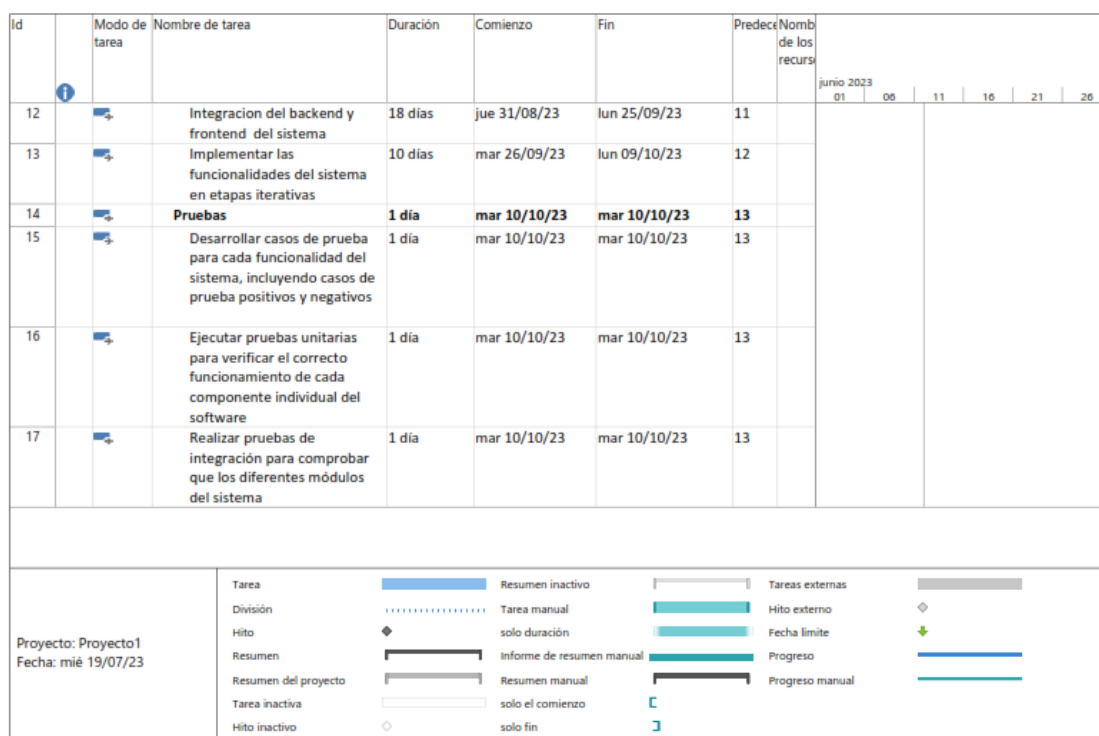 Id Modo de tarea Nombre de tarea Duración Comienzo Fin Predece Nomb de los recurs
junio 2023
01 06 11 16 21 26
12 Integracion del backend y 18 días jue 31/08/23 lun 25/09/23 11
frontend del sistema
13 Implementar las 10 días mar 26/09/23 lun 09/10/23 12
funcionalidades del sistema
en etapas iterativas
14 Pruebas 1 día mar 10/10/23 mar 10/10/23 13
15 Desarrollar casos de prueba 1 día mar 10/10/23 mar 10/10/23 13
para cada funcionalidad del
sistema, incluyendo casos de
prueba positivos y negativos
16 Ejecutar pruebas unitarias 1 día mar 10/10/23 mar 10/10/23 13
para verificar el correcto
funcionamiento de cada
componente individual del
software
17 Realizar pruebas de 1 día mar 10/10/23 mar 10/10/23 13
integración para comprobar
que los diferentes módulos
del sistema
Proyecto: Proyecto1
Fecha: mié 19/07/23
Tarea
División
Hito
Resumen
Resumen del proyecto
Tarea inactiva
Hito inactivo
Resumen inactivo
Tarea manual
solo duración
Informe de resumen manual
Resumen manual
solo el comienzo
solo fin
Tareas externas
Hito externo
Fecha límite
Progreso
Progreso manual